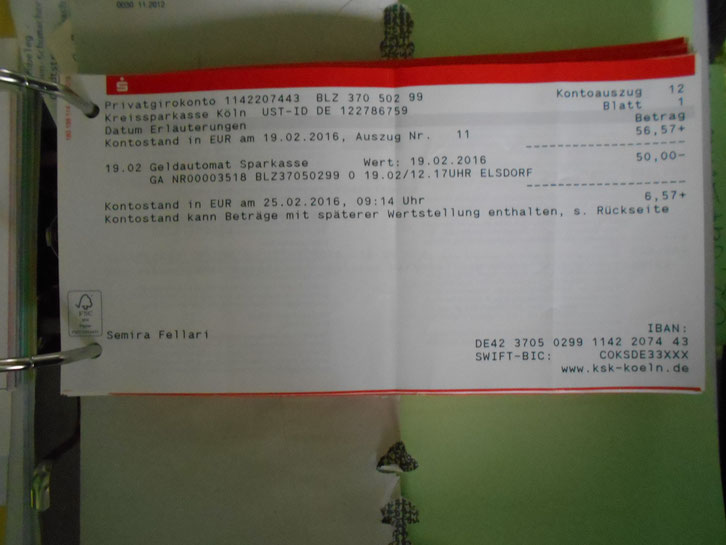 0030 11.2012
Privatgirokonto 1142207443 BLZ 370 502 99 Kontoauszug 12
Kreissparkasse Köln UST-ID DE 122786759 Blatt 1
Datum Erläuterungen Betrag
Kontostand in EUR am 19.02.2016, Auszug Nr. 11 56,57+
19.02 Geldautomat Sparkasse Wert: 19.02.2016 50,00-
GA NR00003518 BLZ37050299 0 19.02/12.17UHR ELSDORF
Kontostand in EUR am 25.02.2016, 09:14 Uhr 6,57+
Kontostand kann Beträge mit späterer Wertstellung enthalten, s. Rückseite
FSC
Semira Fellari
IBAN:
DE42 3705 0299 1142 2074 43
SWIFT-BIC: COKSDE33XXX
www.ksk-koeln.de